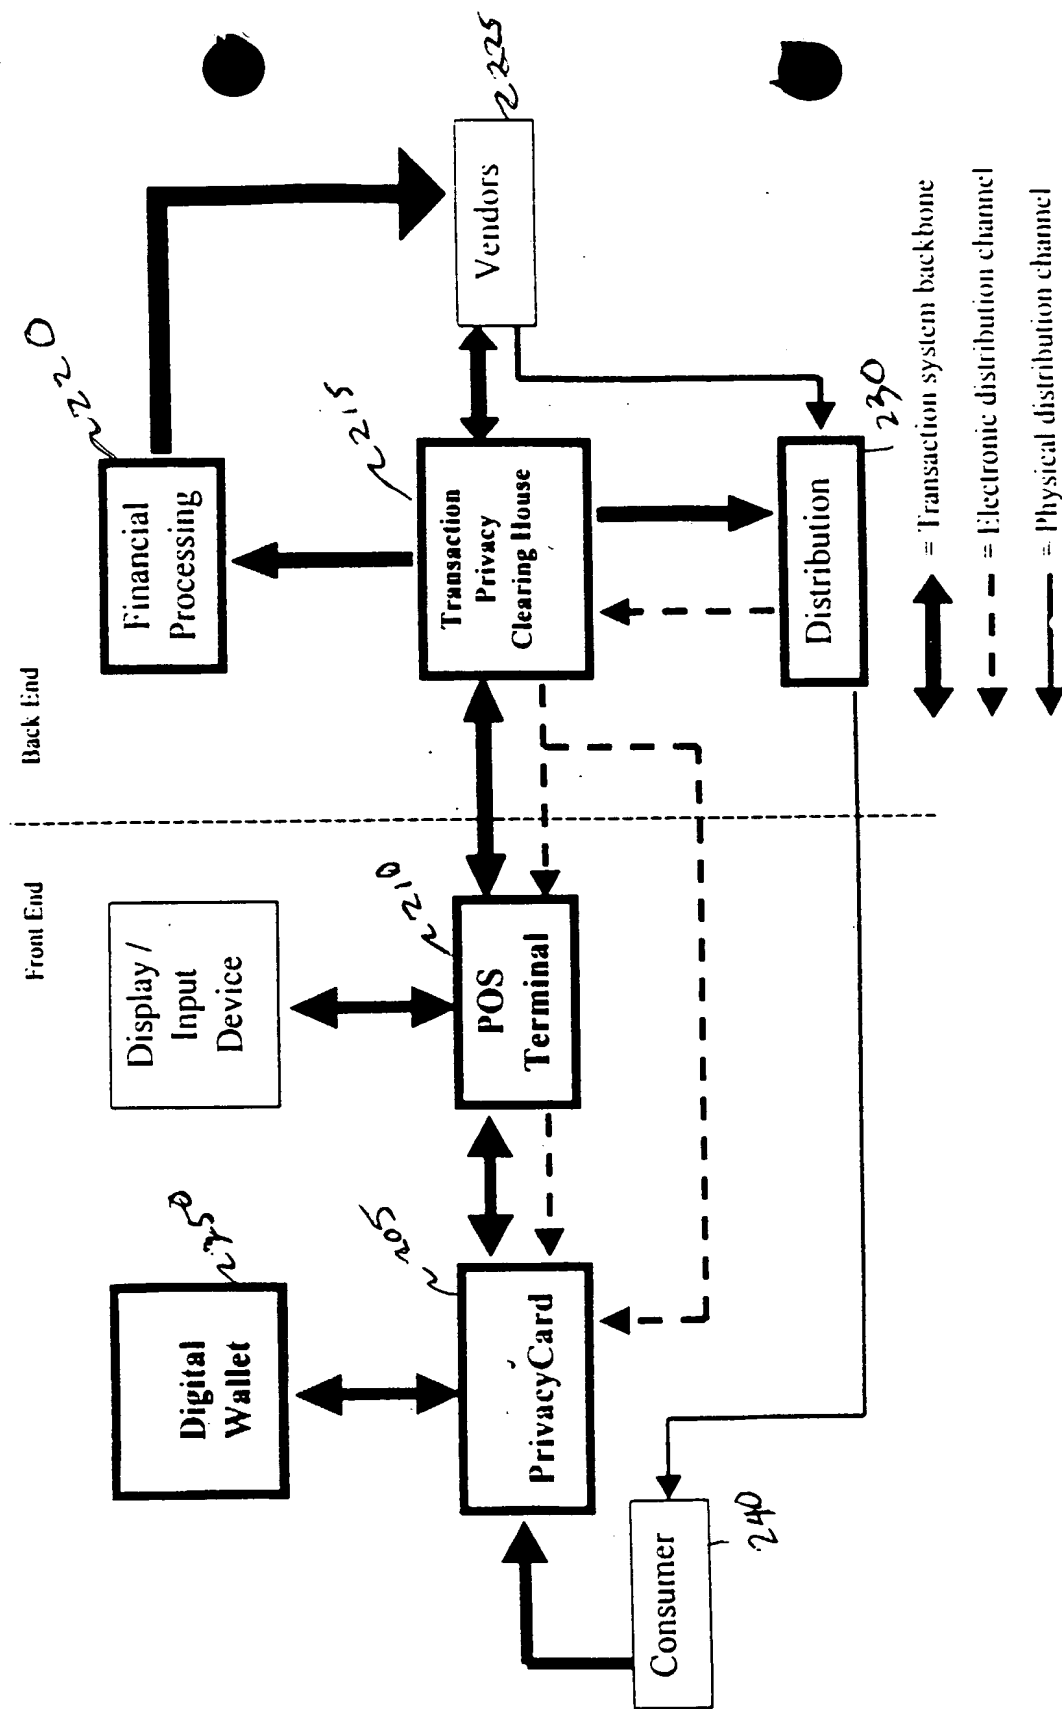 Front End
Back End
Digital
Wallet
250
Display /
Input
Device
Financial
Processing
220
PrivacyCard
205
POS
Terminal
210
Transaction
Privacy
Clearing House
215
Vendors
225
Consumer
240
Distribution
230
= Transaction system backbone
= Electronic distribution channel
= Physical distribution channel